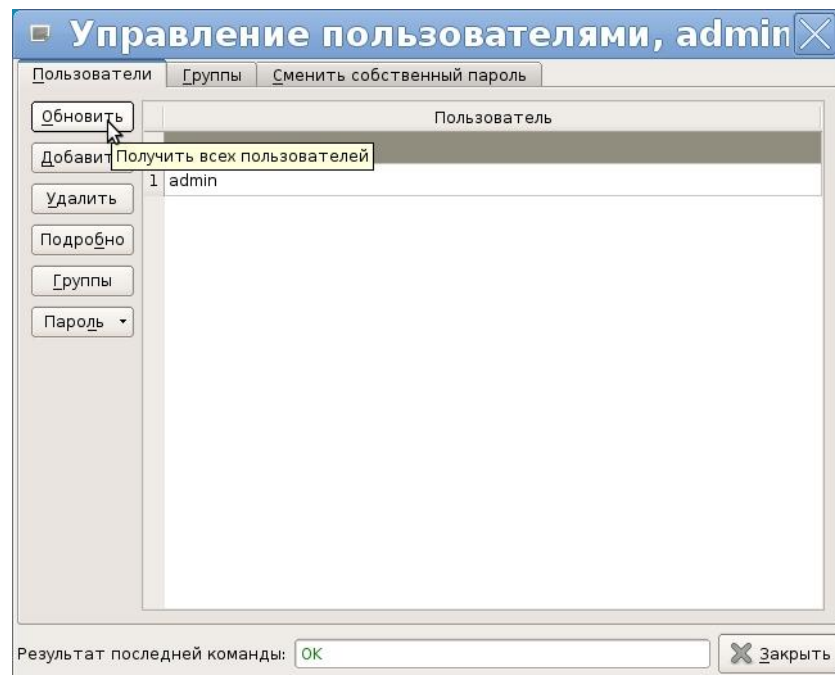 Управление пользователями, admin
Пользователи Группы Сменить собственный пароль
Обновить
Пользователь
Добавит
Получить всех пользователей
1 admin
Удалить
Подробно
Группы
Пароль
Результат последней команды: OK
Закрыть